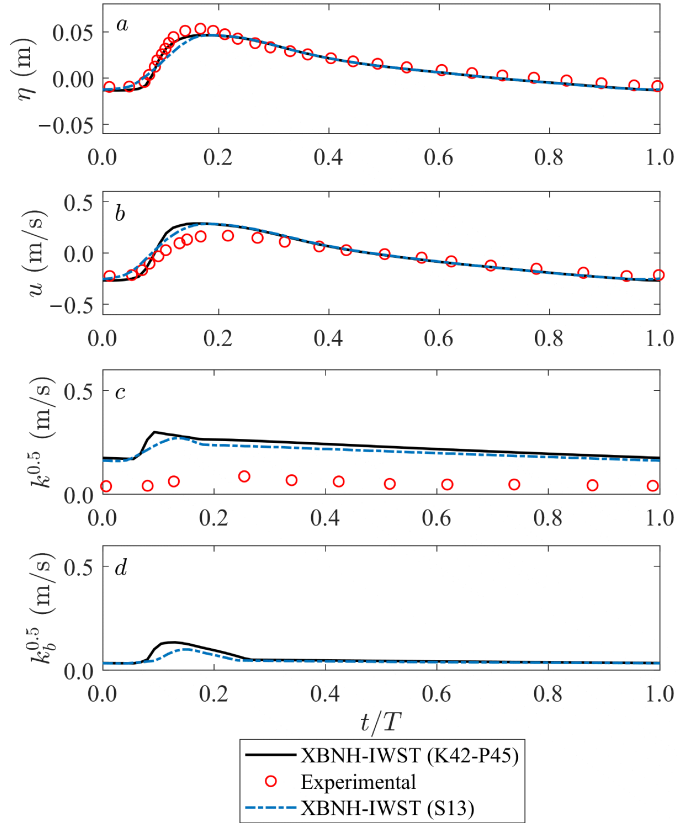 a
0.05
0.00
−0.05
η (m)
0.0 0.2 0.4 0.6 0.8 1.0
b
0.5
0.0
−0.5
u (m/s)
0.0 0.2 0.4 0.6 0.8 1.0
c
0.5
0.0
k^0.5 (m/s)
0.0 0.2 0.4 0.6 0.8 1.0
d
0.5
0.0
k_b^0.5 (m/s)
0.0 0.2 0.4 0.6 0.8 1.0
t/T
XBNH-IWST (K42-P45)
Experimental
XBNH-IWST (S13)